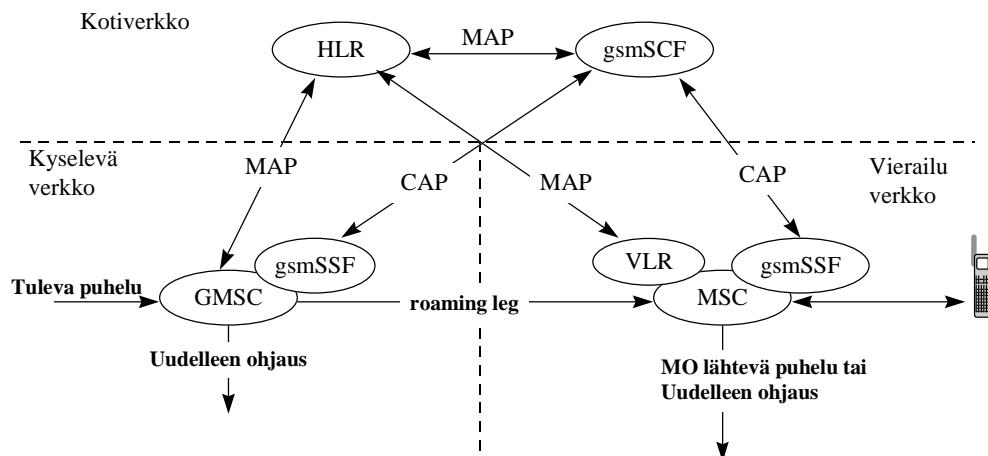 Kotiverkko
HLR
MAP
gsmSCF
Kyselevä
verkko
MAP
CAP
MAP
CAP
Vierailu
verkko
gsmSSF
VLR
gsmSSF
Tuleva puhelu
GMSC
roaming leg
MSC
Uudelleen ohjaus
MO lähtevä puhelu tai
Uudelleen ohjaus